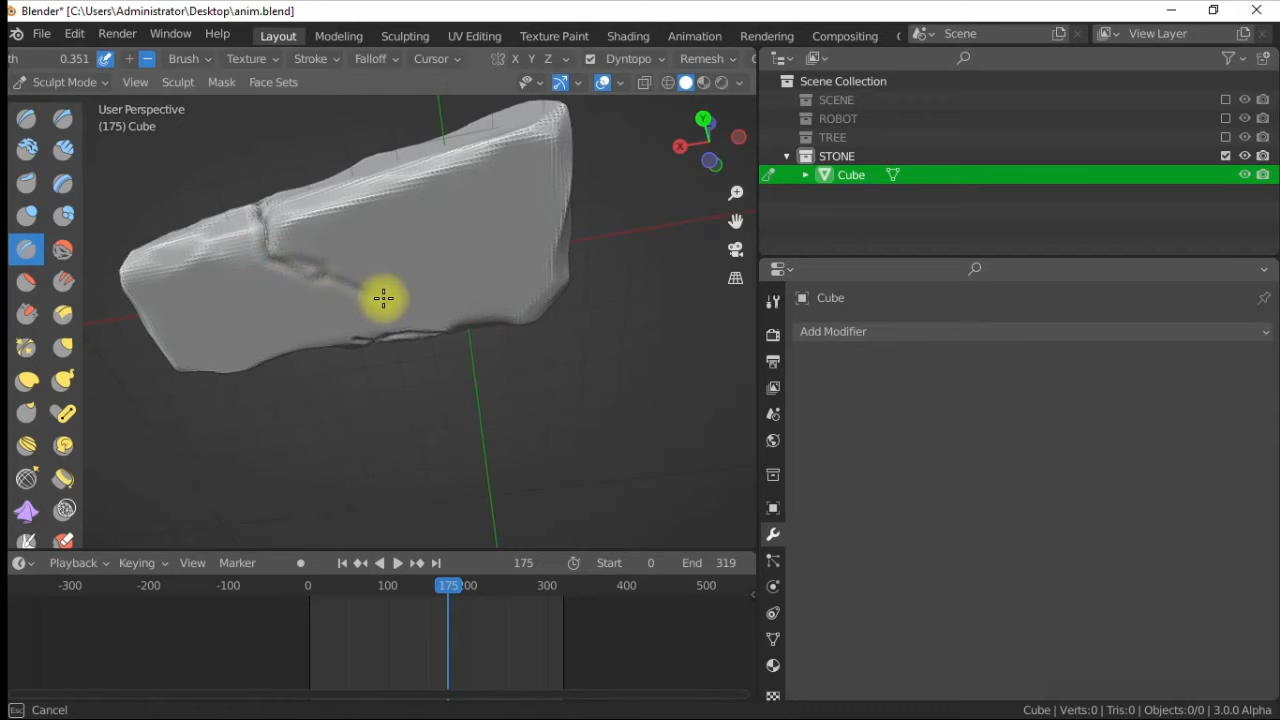 Blender* [C:\Users\Administrator\Desktop\anim.blend]
File Edit Render Window Help Layout Modeling Sculpting UV Editing Texture Paint Shading Animation Rendering Compositing Scene View Layer
th 0.351 Brush Texture Stroke Falloff Cursor X Y Z Dyntopo Remesh
Sculpt Mode View Sculpt Mask Face Sets
Scene Collection
SCENE
ROBOT
TREE
STONE
Cube
User Perspective
(175) Cube
Y
X
Cube
Add Modifier
Playback Keying View Marker 175 Start 0 End 319
-300 -200 -100 0 100 175 200 300 400 500
Esc Cancel
Cube | Verts:0 | Tris:0 | Objects:0/0 | 3.0.0 Alpha